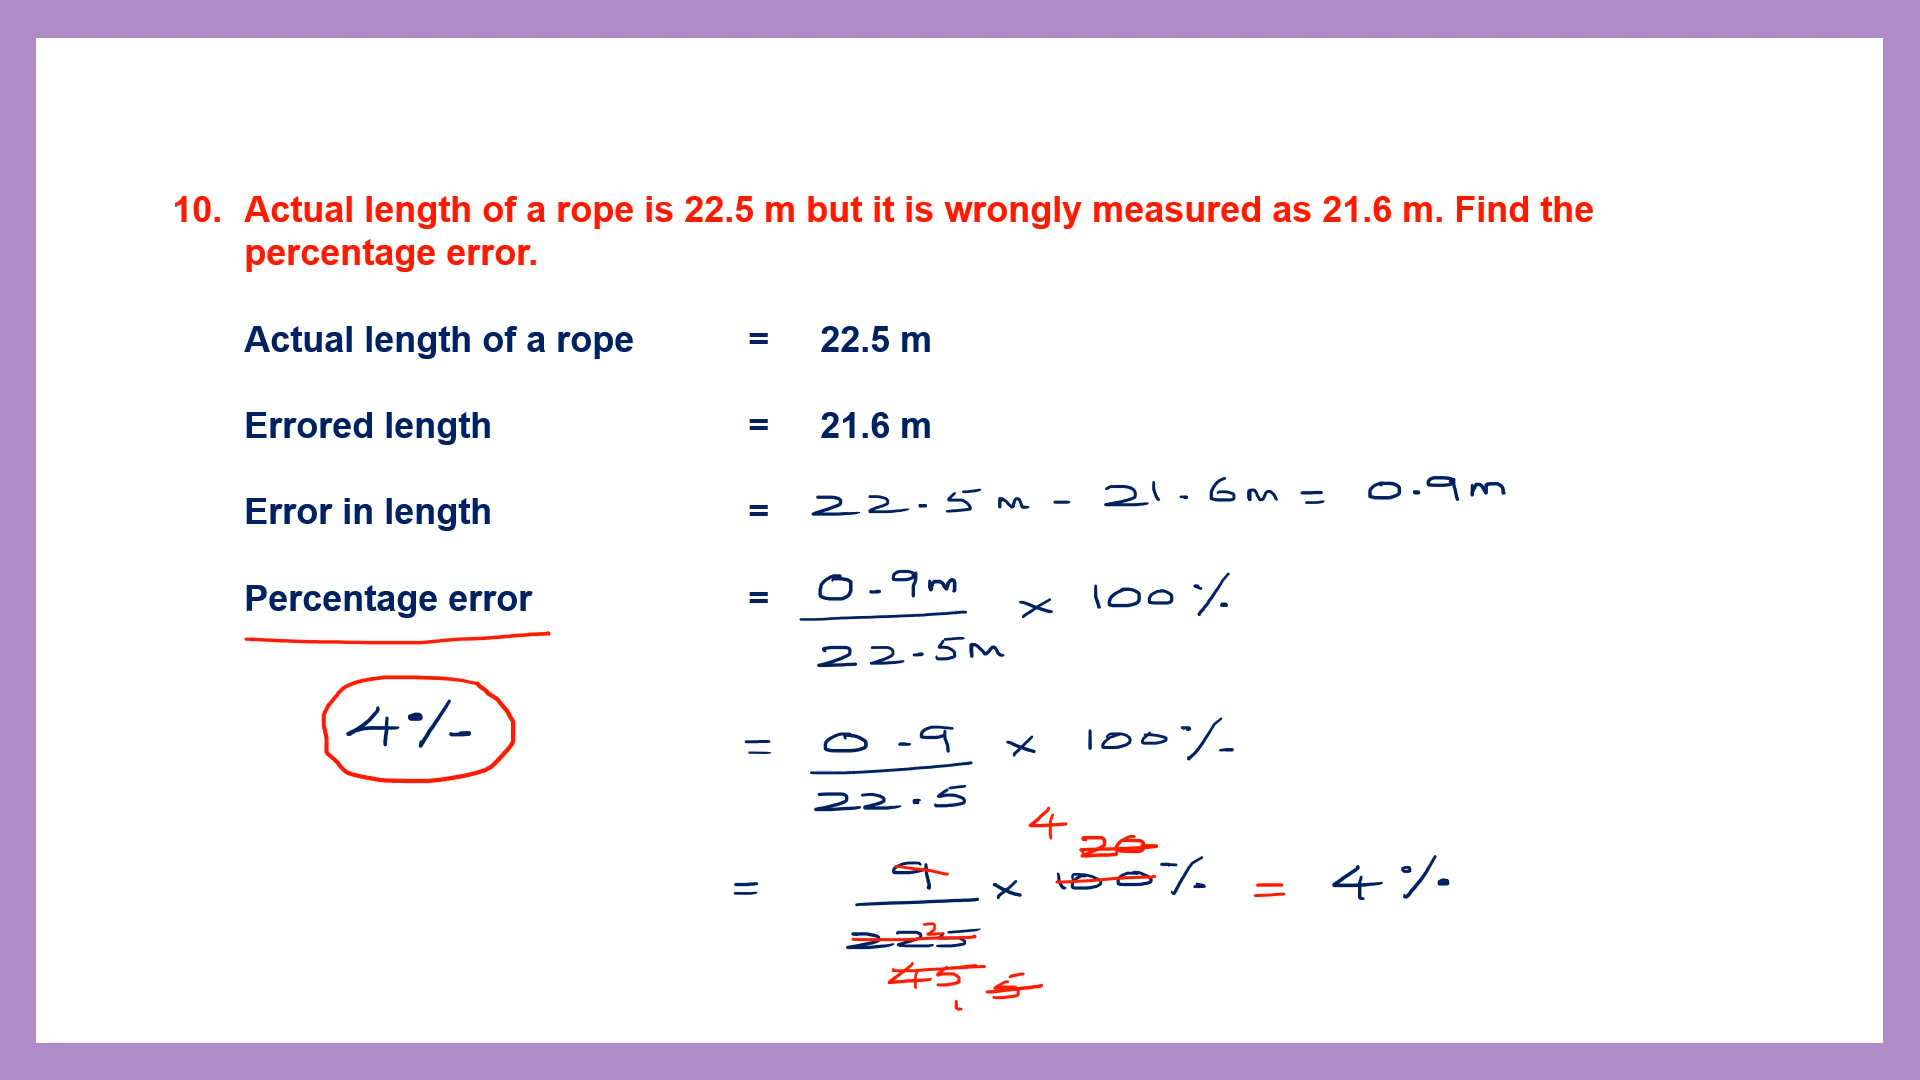 10. Actual length of a rope is 22.5 m but it is wrongly measured as 21.6 m. Find the
percentage error.
Actual length of a rope = 22.5 m
Errored length = 21.6 m
Error in length = 22.5 m - 21.6 m = 0.9 m
Percentage error = 0.9 m / 22.5 m × 100 %
4%
= 0.9 / 22.5 × 100 %
4 20
= 9 / 225 × 100 % = 4 %
2
45 5